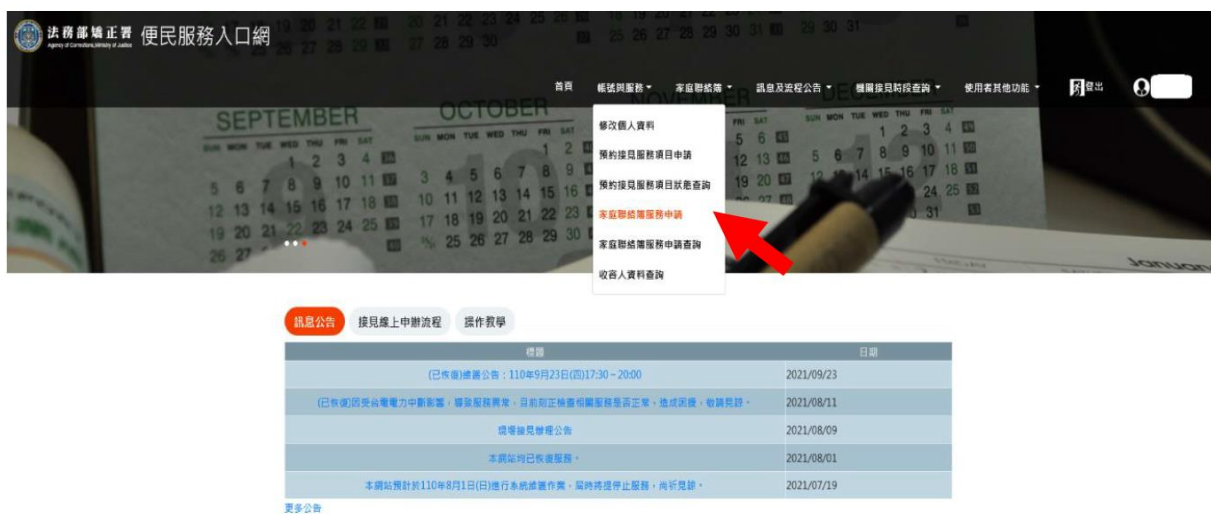 法務部矯正署 便民服務入口網
Agency of Corrections, Ministry of Justice
首頁 帳號與服務 家庭聯絡簿 訊息及流程公告 機關接見時段查詢 使用者其他功能 登出
修改個人資料
預約接見服務項目申請
預約接見服務項目狀態查詢
家庭聯絡簿服務申請
家庭聯絡簿服務申請查詢
收容人資料查詢
SEPTEMBER
OCTOBER
NOVEMBER
DECEMBER
January
訊息公告 接見線上申辦流程 操作教學
標題 日期
(已恢復)維護公告：110年9月23日(四)17:30－20:00 2021/09/23
(已恢復)因受台電電力中斷影響，導致服務異常，目前刻正檢查相關服務是否正常，造成困擾，敬請見諒。 2021/08/11
現場接見辦理公告 2021/08/09
本網站均已恢復服務。 2021/08/01
本網站預計於110年8月1日(日)進行系統維護作業，屆時將提停止服務，尚祈見諒。 2021/07/19
更多公告